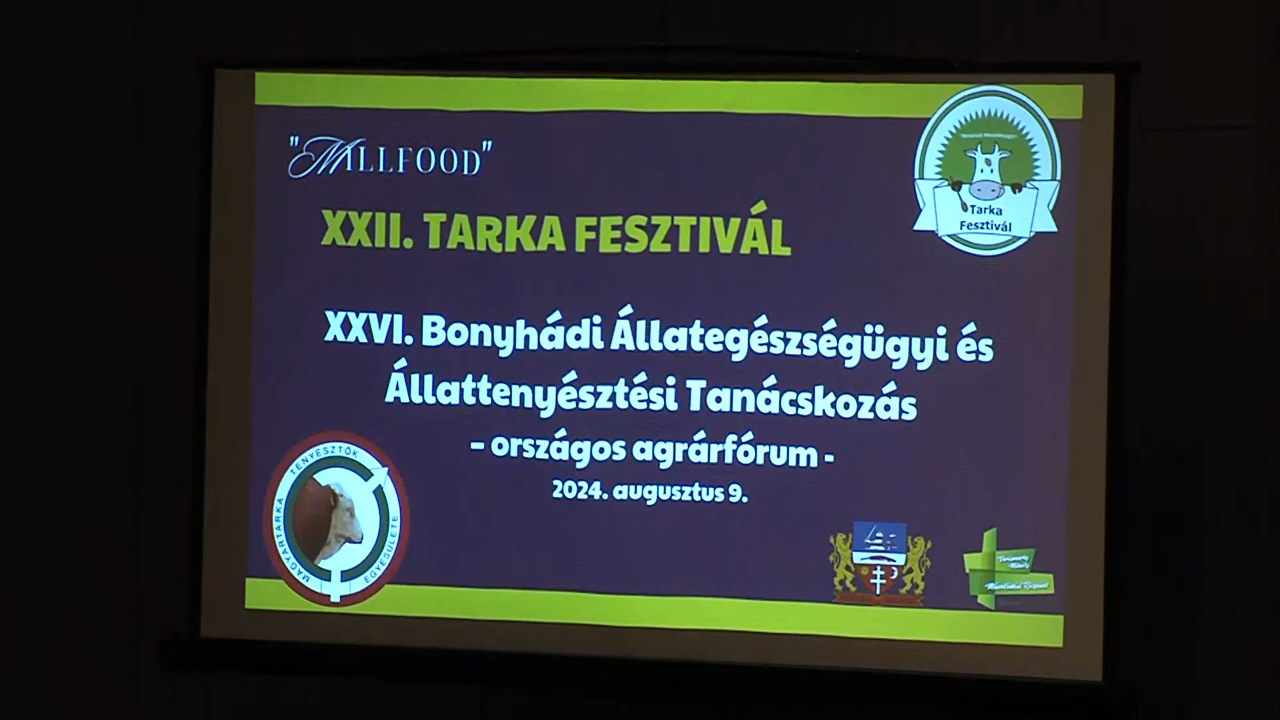 "MILLFOOD"
XXII. TARKA FESZTIVÁL
Tarka
Fesztivál
XXVI. Bonyhádi Állategészségügyi és
Állattenyésztési Tanácskozás
– országos agrárfórum -
2024. augusztus 9.
MAGYARTARKA TENYÉSZTŐK EGYESÜLETE